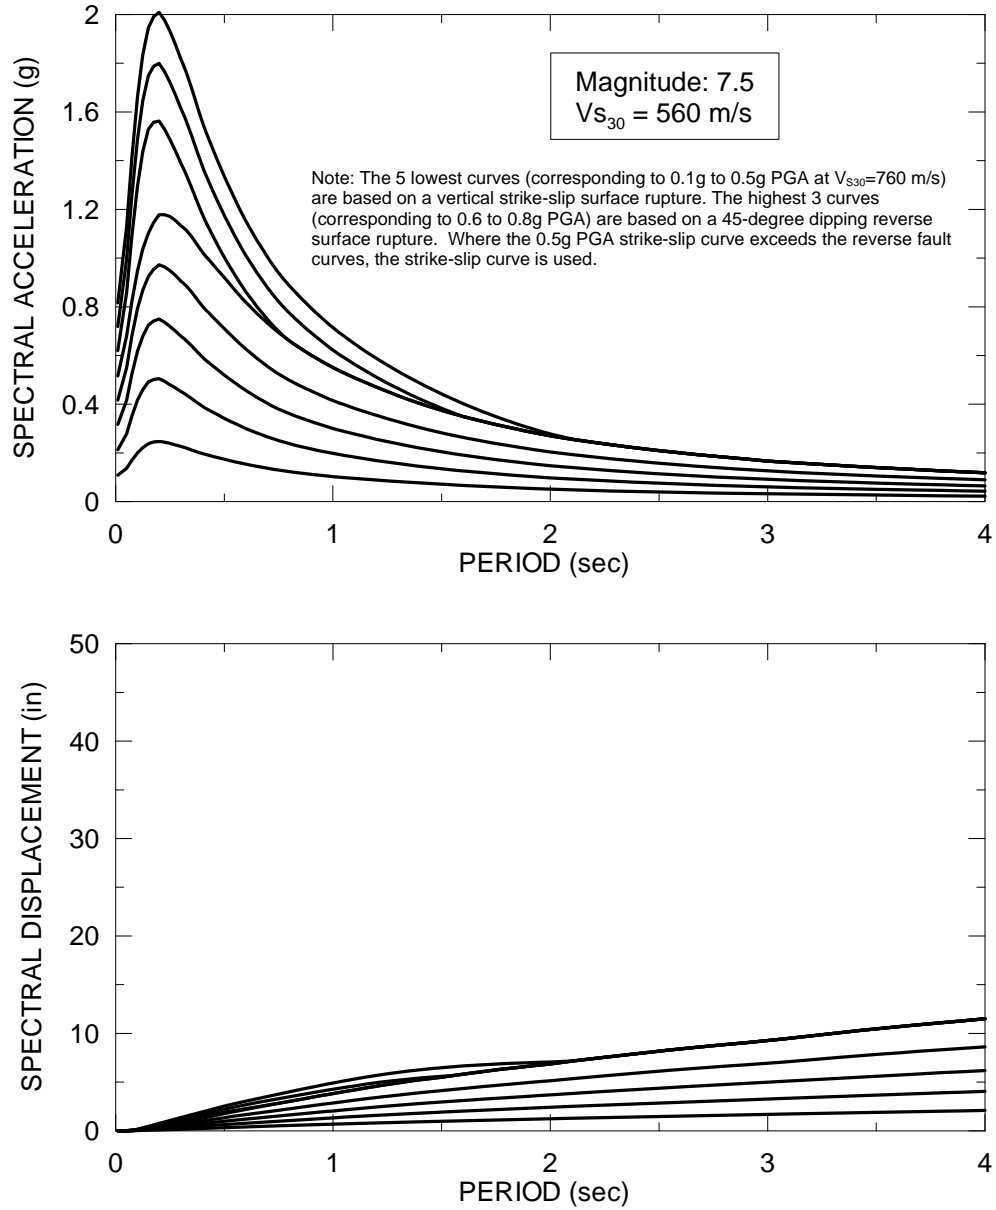 SPECTRAL ACCELERATION (g)
2
1.6
1.2
0.8
0.4
0
Magnitude: 7.5
Vs30 = 560 m/s
Note: The 5 lowest curves (corresponding to 0.1g to 0.5g PGA at VS30=760 m/s)
are based on a vertical strike-slip surface rupture. The highest 3 curves
(corresponding to 0.6 to 0.8g PGA) are based on a 45-degree dipping reverse
surface rupture.  Where the 0.5g PGA strike-slip curve exceeds the reverse fault
curves, the strike-slip curve is used.
0 1 2 3 4
PERIOD (sec)
SPECTRAL DISPLACEMENT (in)
50
40
30
20
10
0
0 1 2 3 4
PERIOD (sec)